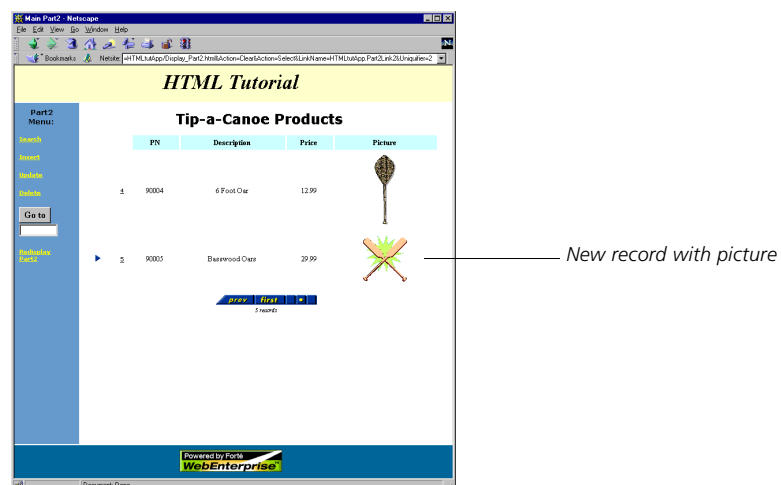 Main Part2 - Netscape
File Edit View Go Window Help
Bookmarks Netsite: =HTMLtutApp/Display_Part2.html&Action=Clear&Action=Select&LinkName=HTMLtutApp.Part2Link2&Uniquifier=2
HTML Tutorial
Part2
Menu:
Search
Insert
Update
Delete
Go to
Redisplay
Part2
Tip-a-Canoe Products
PN Description Price Picture
4 90004 6 Foot Oar 12.99
5 90005 Basswood Oars 29.99
New record with picture
prev first
5 records
Powered by Forté
WebEnterprise
Document: Done